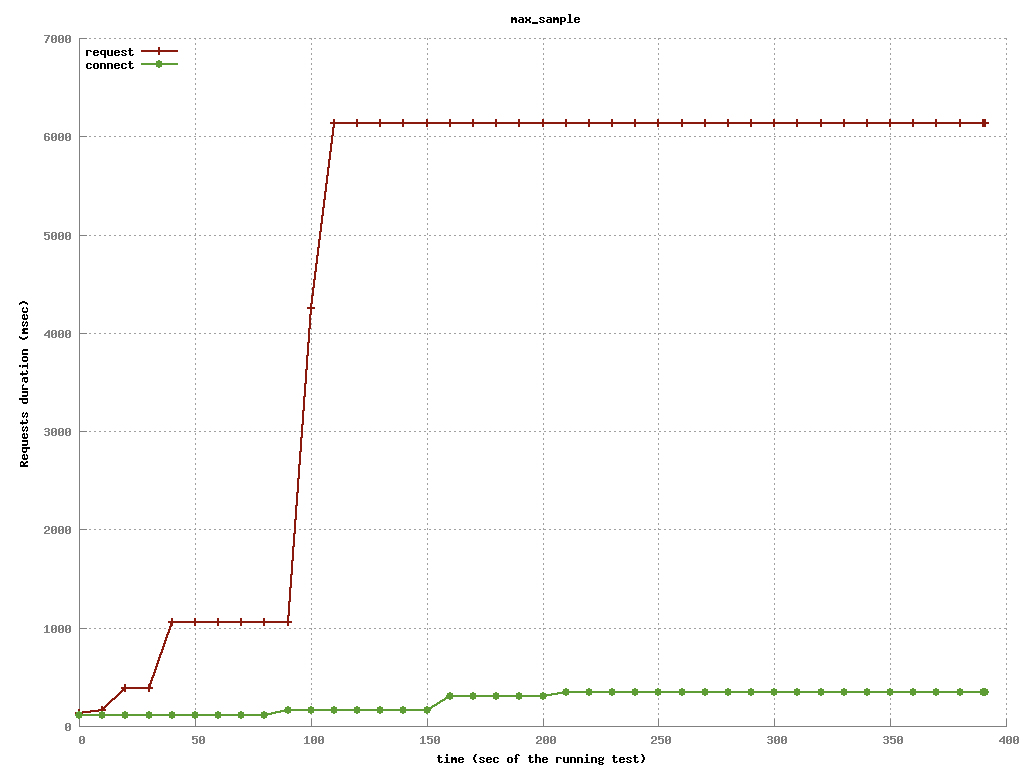 max_sample
request
connect
7000
6000
5000
4000
3000
2000
1000
0
Requests duration (msec)
0 50 100 150 200 250 300 350 400
time (sec of the running test)